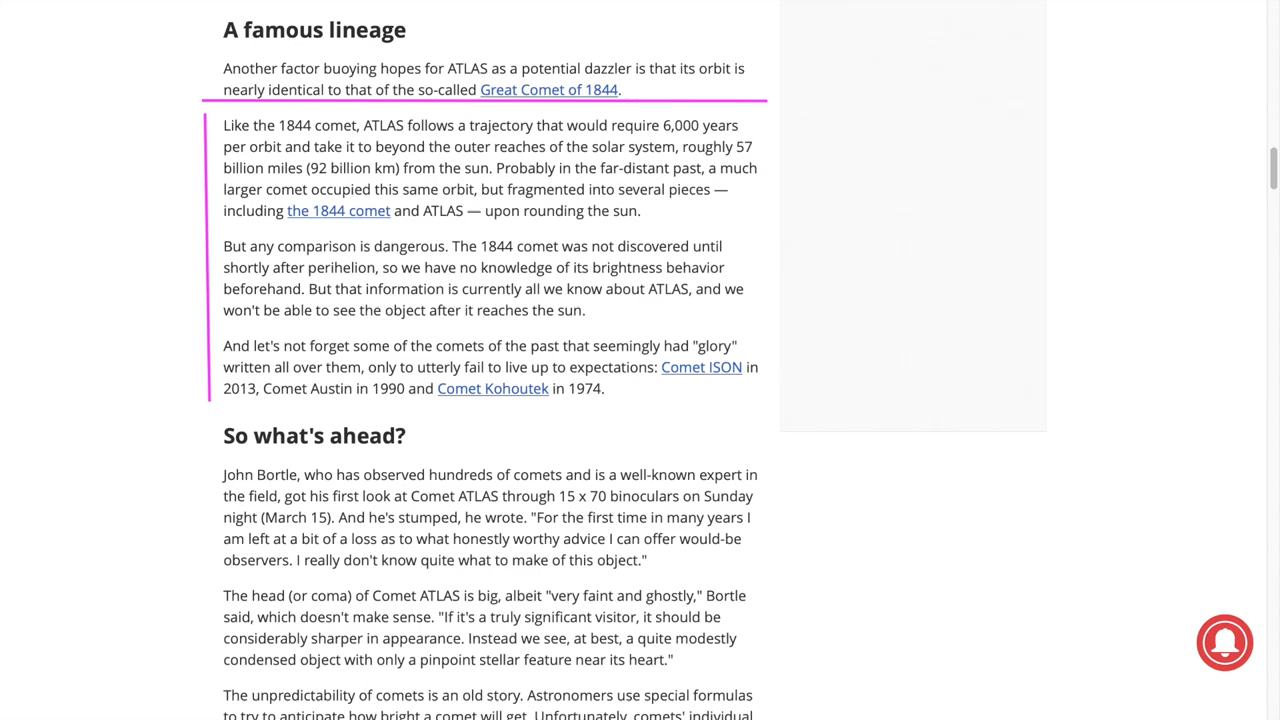 A famous lineage
Another factor buoying hopes for ATLAS as a potential dazzler is that its orbit is
nearly identical to that of the so-called Great Comet of 1844.
Like the 1844 comet, ATLAS follows a trajectory that would require 6,000 years
per orbit and take it to beyond the outer reaches of the solar system, roughly 57
billion miles (92 billion km) from the sun. Probably in the far-distant past, a much
larger comet occupied this same orbit, but fragmented into several pieces —
including the 1844 comet and ATLAS — upon rounding the sun.
But any comparison is dangerous. The 1844 comet was not discovered until
shortly after perihelion, so we have no knowledge of its brightness behavior
beforehand. But that information is currently all we know about ATLAS, and we
won't be able to see the object after it reaches the sun.
And let's not forget some of the comets of the past that seemingly had "glory"
written all over them, only to utterly fail to live up to expectations: Comet ISON in
2013, Comet Austin in 1990 and Comet Kohoutek in 1974.
So what's ahead?
John Bortle, who has observed hundreds of comets and is a well-known expert in
the field, got his first look at Comet ATLAS through 15 x 70 binoculars on Sunday
night (March 15). And he's stumped, he wrote. "For the first time in many years I
am left at a bit of a loss as to what honestly worthy advice I can offer would-be
observers. I really don't know quite what to make of this object."
The head (or coma) of Comet ATLAS is big, albeit "very faint and ghostly," Bortle
said, which doesn't make sense. "If it's a truly significant visitor, it should be
considerably sharper in appearance. Instead we see, at best, a quite modestly
condensed object with only a pinpoint stellar feature near its heart."
The unpredictability of comets is an old story. Astronomers use special formulas
to try to anticipate how bright a comet will get. Unfortunately, comets' individual